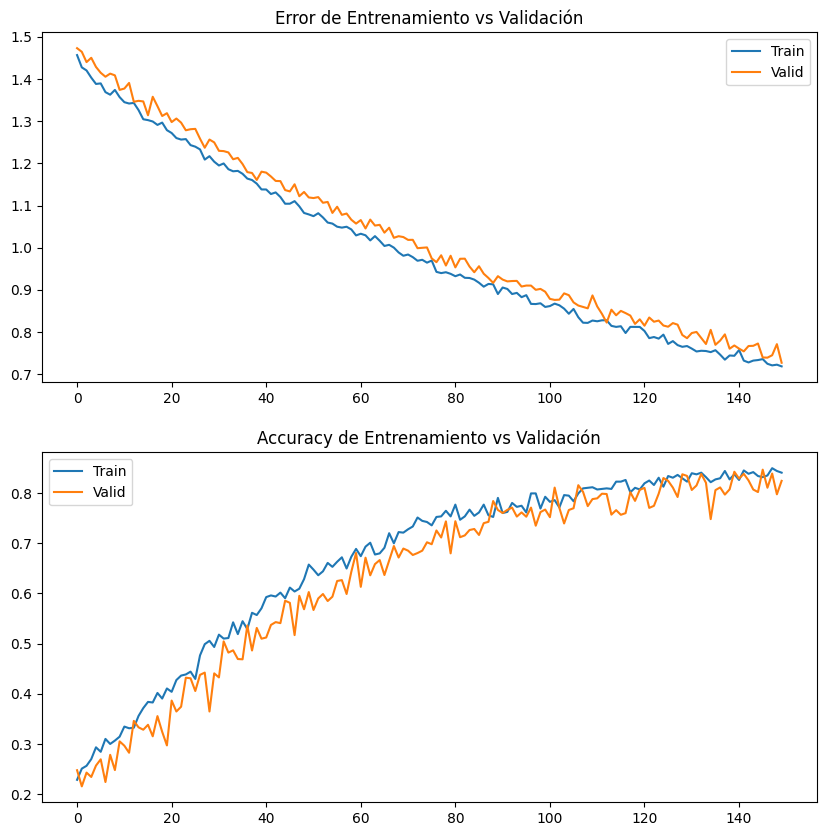 Error de Entrenamiento vs Validación
1.5
1.4
1.3
1.2
1.1
1.0
0.9
0.8
0.7
Train
Valid
0 20 40 60 80 100 120 140
Accuracy de Entrenamiento vs Validación
Train
Valid
0.8
0.7
0.6
0.5
0.4
0.3
0.2
0 20 40 60 80 100 120 140